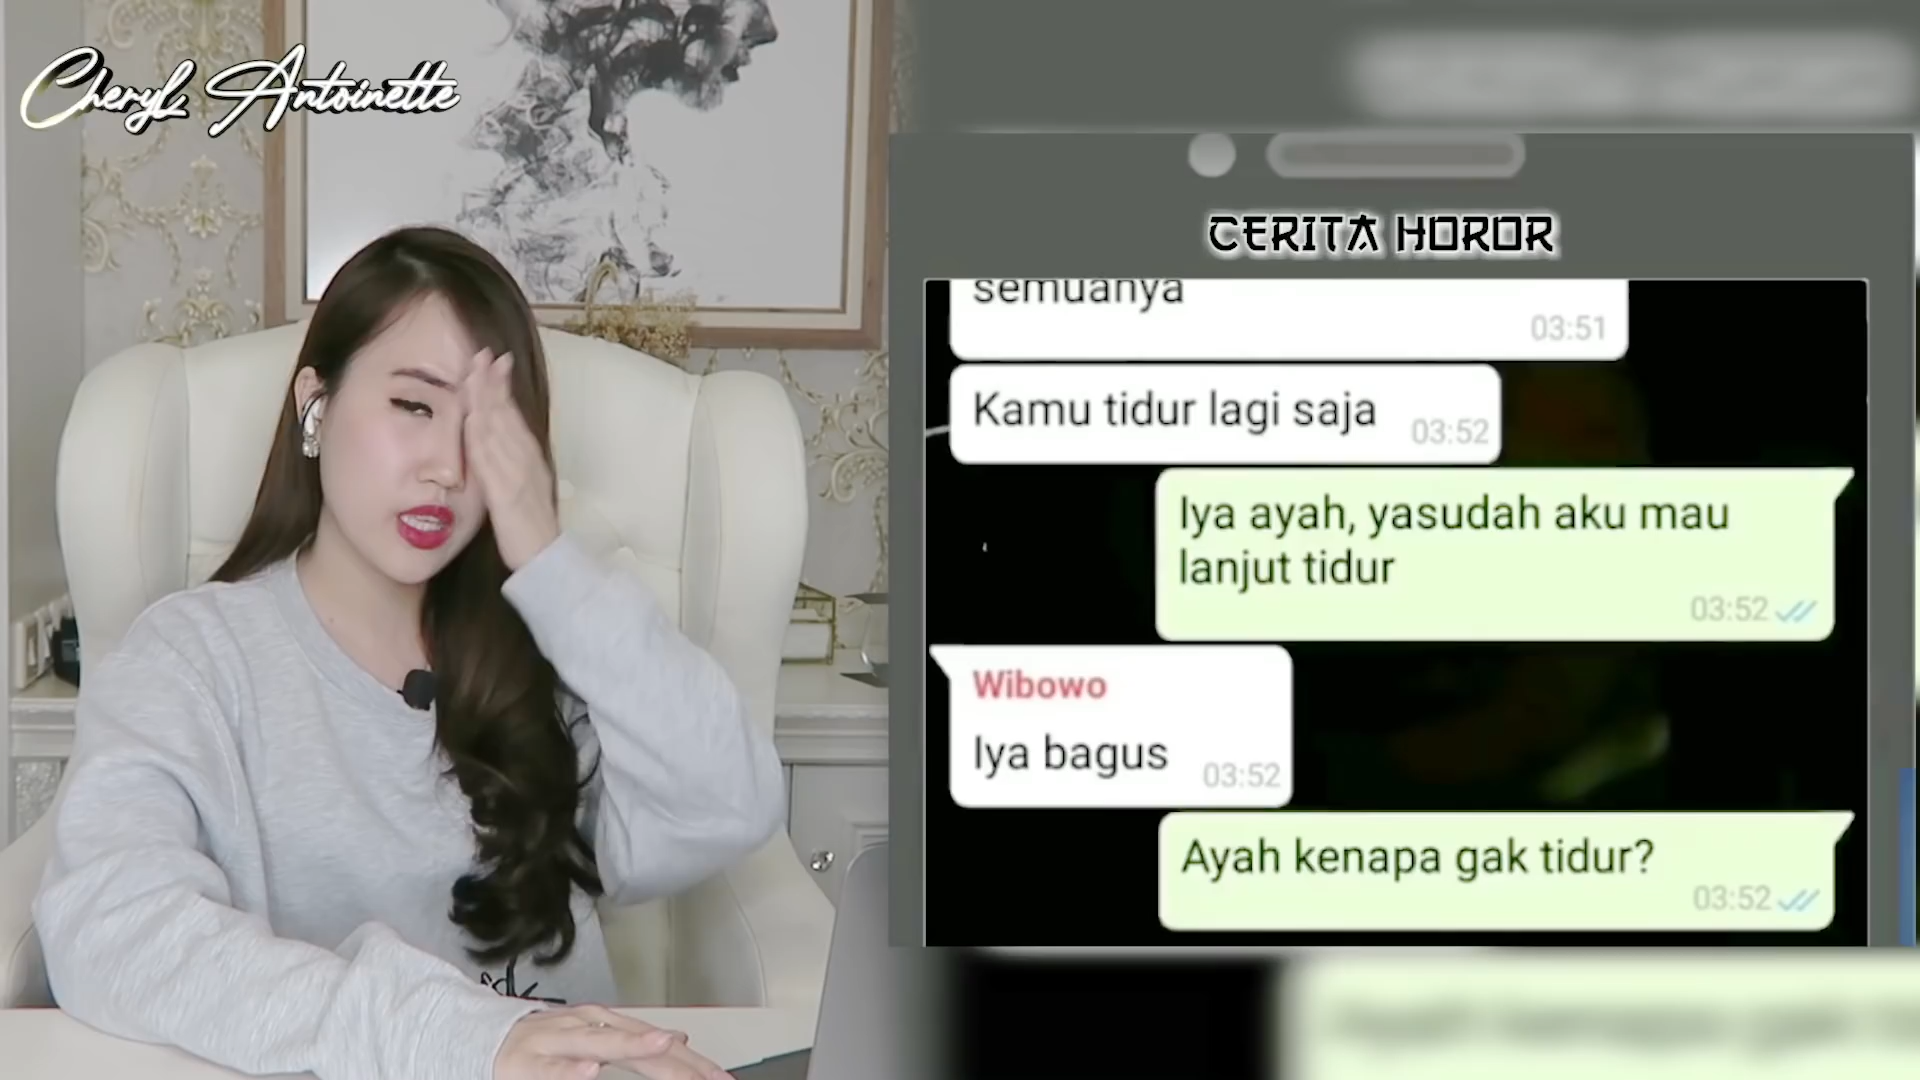 Cheryl Antoinette
CERITA HOROR
semuanya
03:51
Kamu tidur lagi saja
03:52
Iya ayah, yasudah aku mau
lanjut tidur
03:52
Wibowo
Iya bagus
03:52
Ayah kenapa gak tidur?
03:52